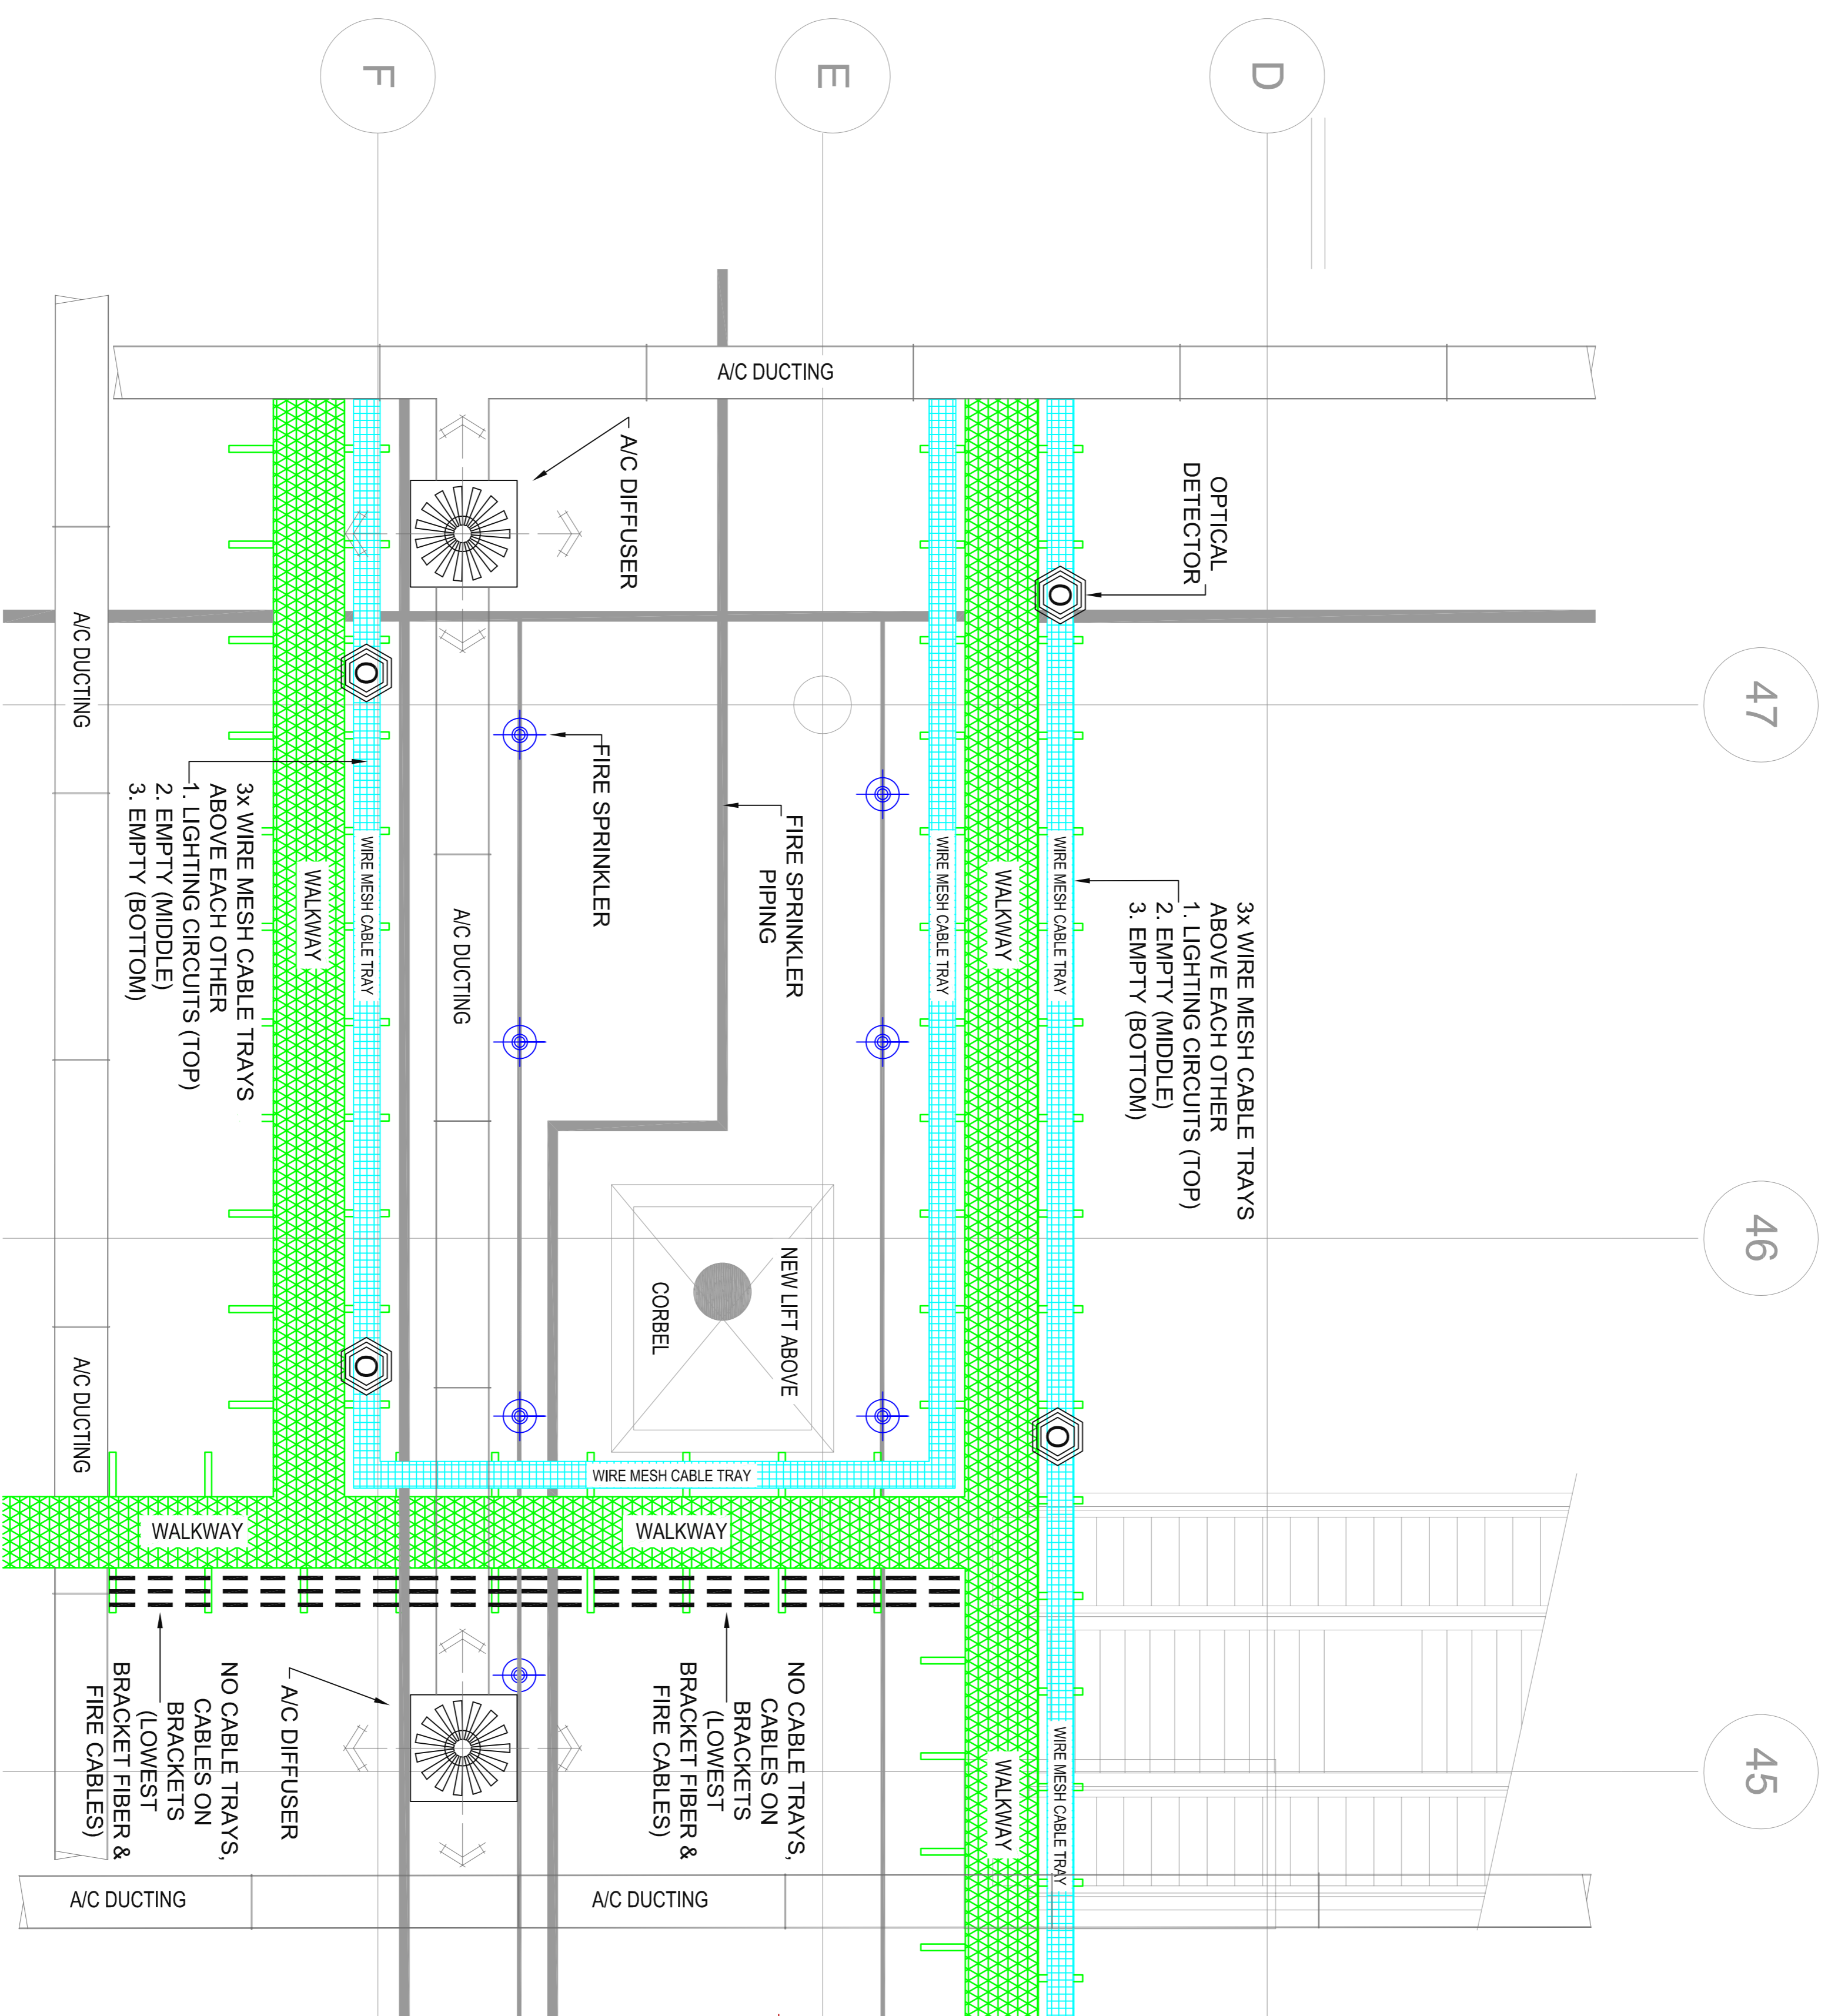 F
E
D
47
46
45
A/C DUCTING
A/C DIFFUSER
OPTICAL
DETECTOR
A/C DUCTING
FIRE SPRINKLER
FIRE SPRINKLER
PIPING
3x WIRE MESH CABLE TRAYS
ABOVE EACH OTHER
1. LIGHTING CIRCUITS (TOP)
2. EMPTY (MIDDLE)
3. EMPTY (BOTTOM)
3x WIRE MESH CABLE TRAYS
ABOVE EACH OTHER
1. LIGHTING CIRCUITS (TOP)
2. EMPTY (MIDDLE)
3. EMPTY (BOTTOM)
WALKWAY
WIRE MESH CABLE TRAY
A/C DUCTING
WIRE MESH CABLE TRAY
WALKWAY
WIRE MESH CABLE TRAY
O
O
O
O
NEW LIFT ABOVE
CORBEL
A/C DUCTING
WIRE MESH CABLE TRAY
WALKWAY
WALKWAY
NO CABLE TRAYS,
CABLES ON
BRACKETS
(LOWEST
BRACKET FIBER &
FIRE CABLES)
A/C DIFFUSER
NO CABLE TRAYS,
CABLES ON
BRACKETS
(LOWEST
BRACKET FIBER &
FIRE CABLES)
WALKWAY
WIRE MESH CABLE TRAY
A/C DUCTING
A/C DUCTING